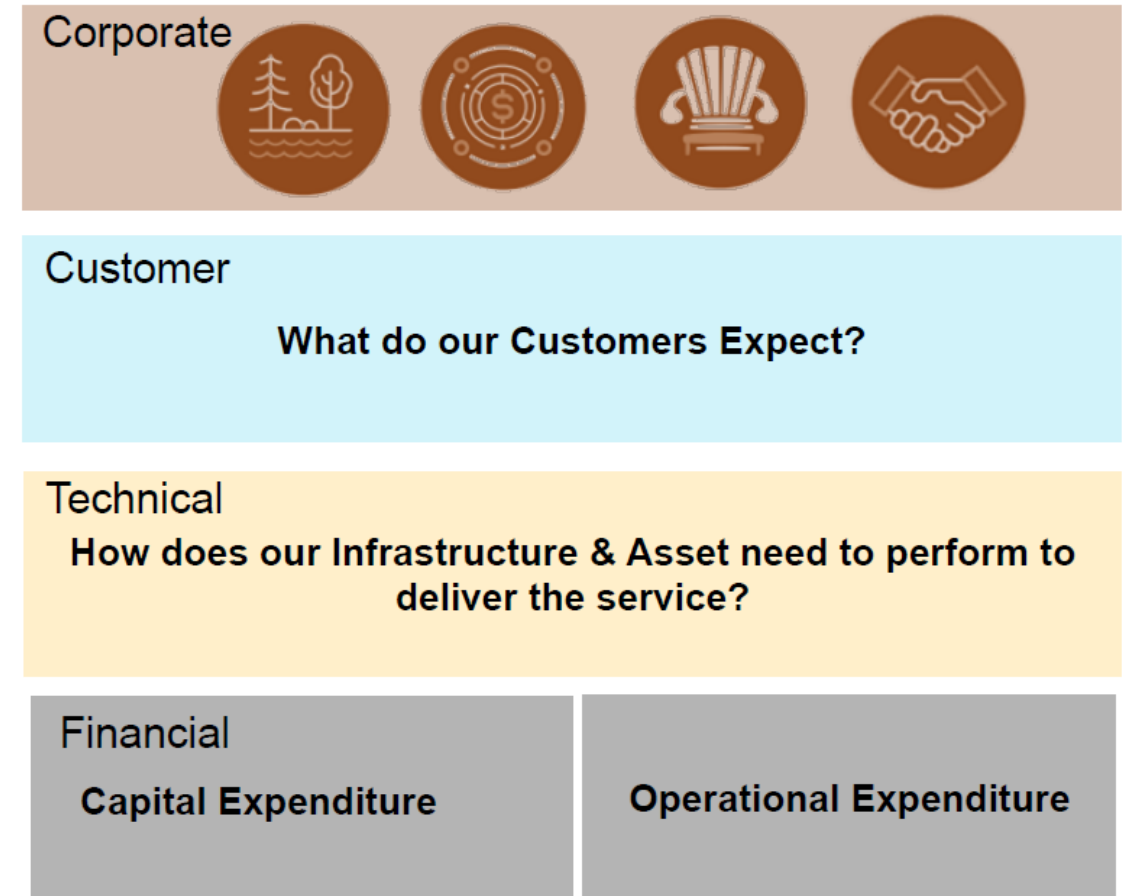 Corporate
$
Customer
What do our Customers Expect?
Technical
How does our Infrastructure & Asset need to perform to
deliver the service?
Financial
Capital Expenditure
Operational Expenditure